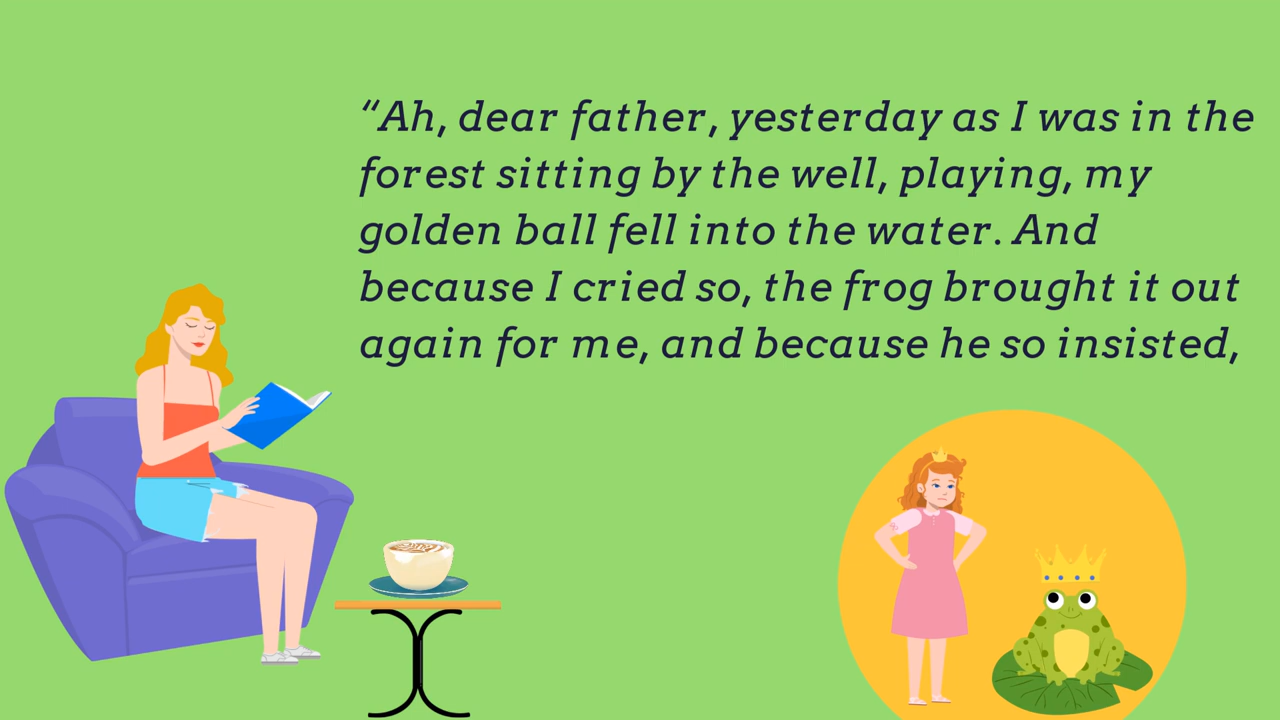 “Ah, dear father, yesterday as I was in the
forest sitting by the well, playing, my
golden ball fell into the water. And
because I cried so, the frog brought it out
again for me, and because he so insisted,